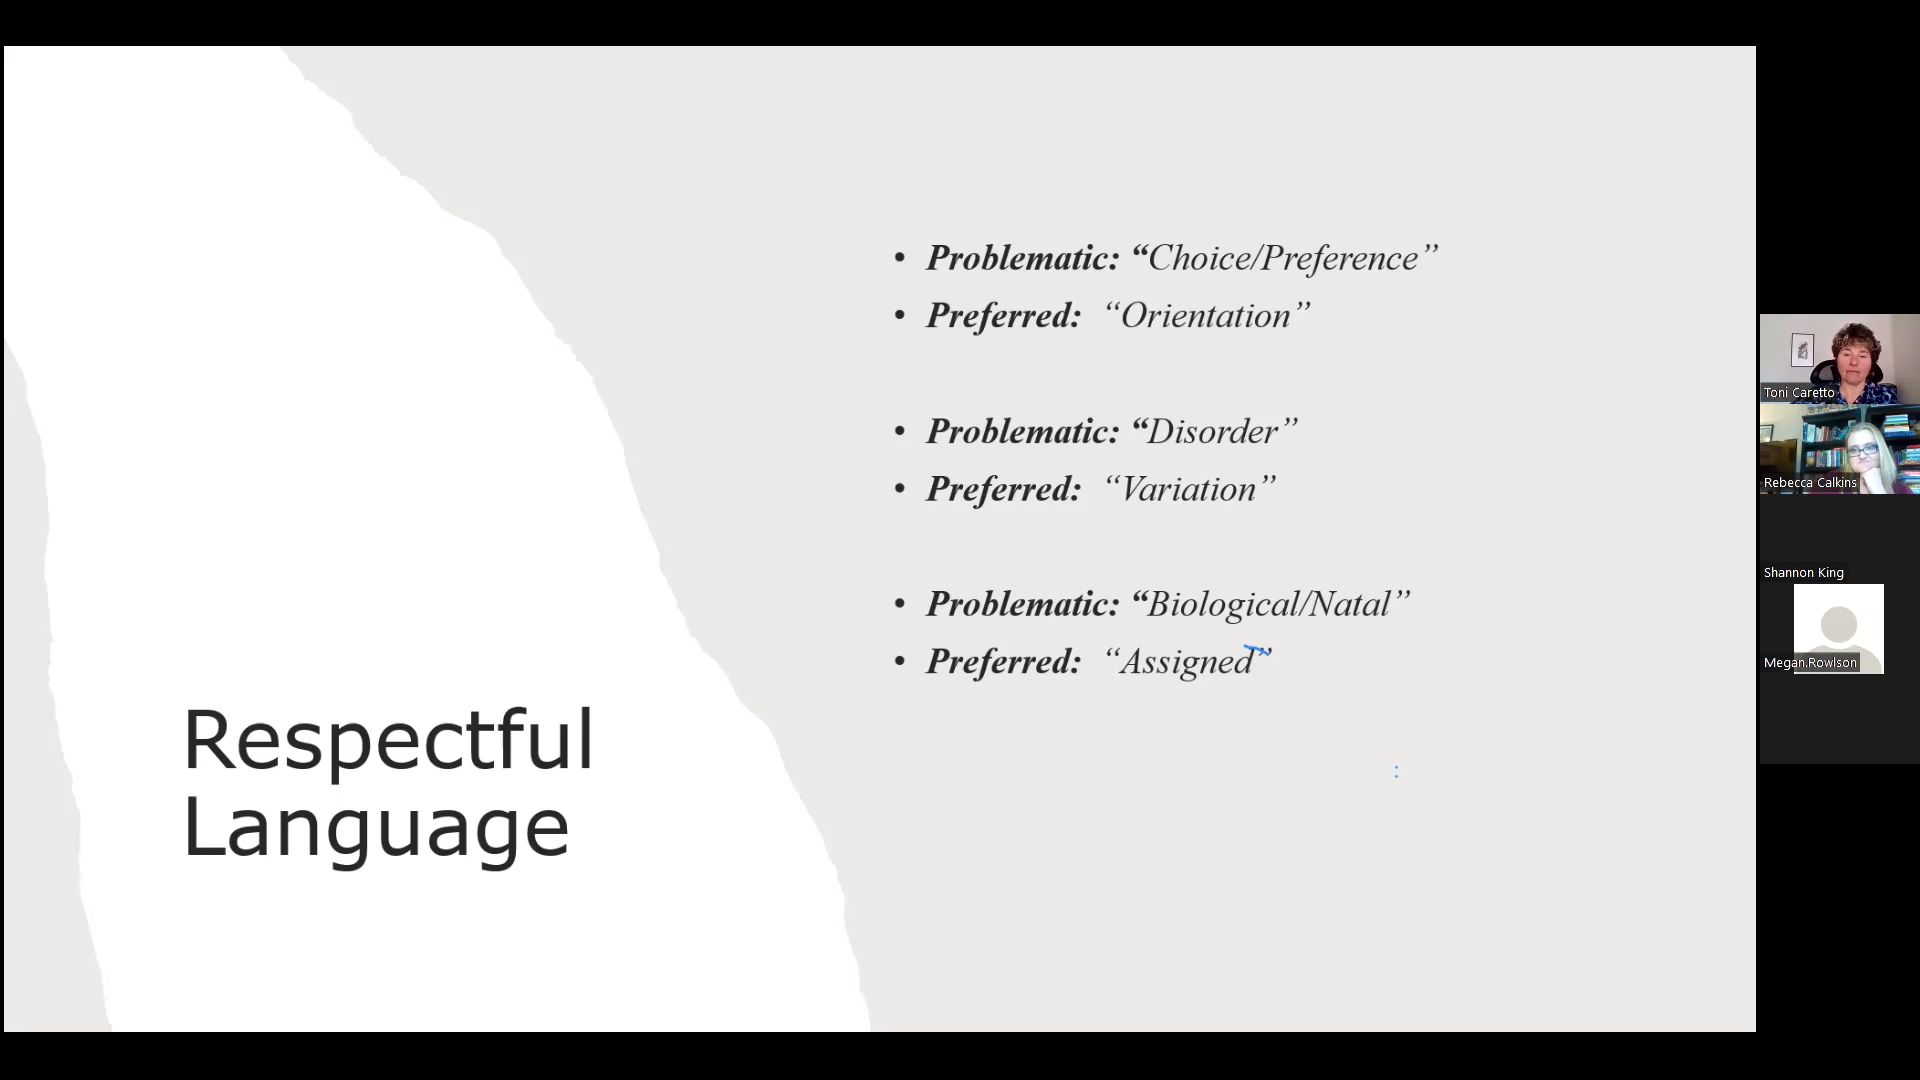 Respectful
Language
• Problematic: “Choice/Preference”
• Preferred: “Orientation”
• Problematic: “Disorder”
• Preferred: “Variation”
• Problematic: “Biological/Natal”
• Preferred: “Assigned”
Toni Caretto
Rebecca Calkins
Shannon King
Megan.Rowlson